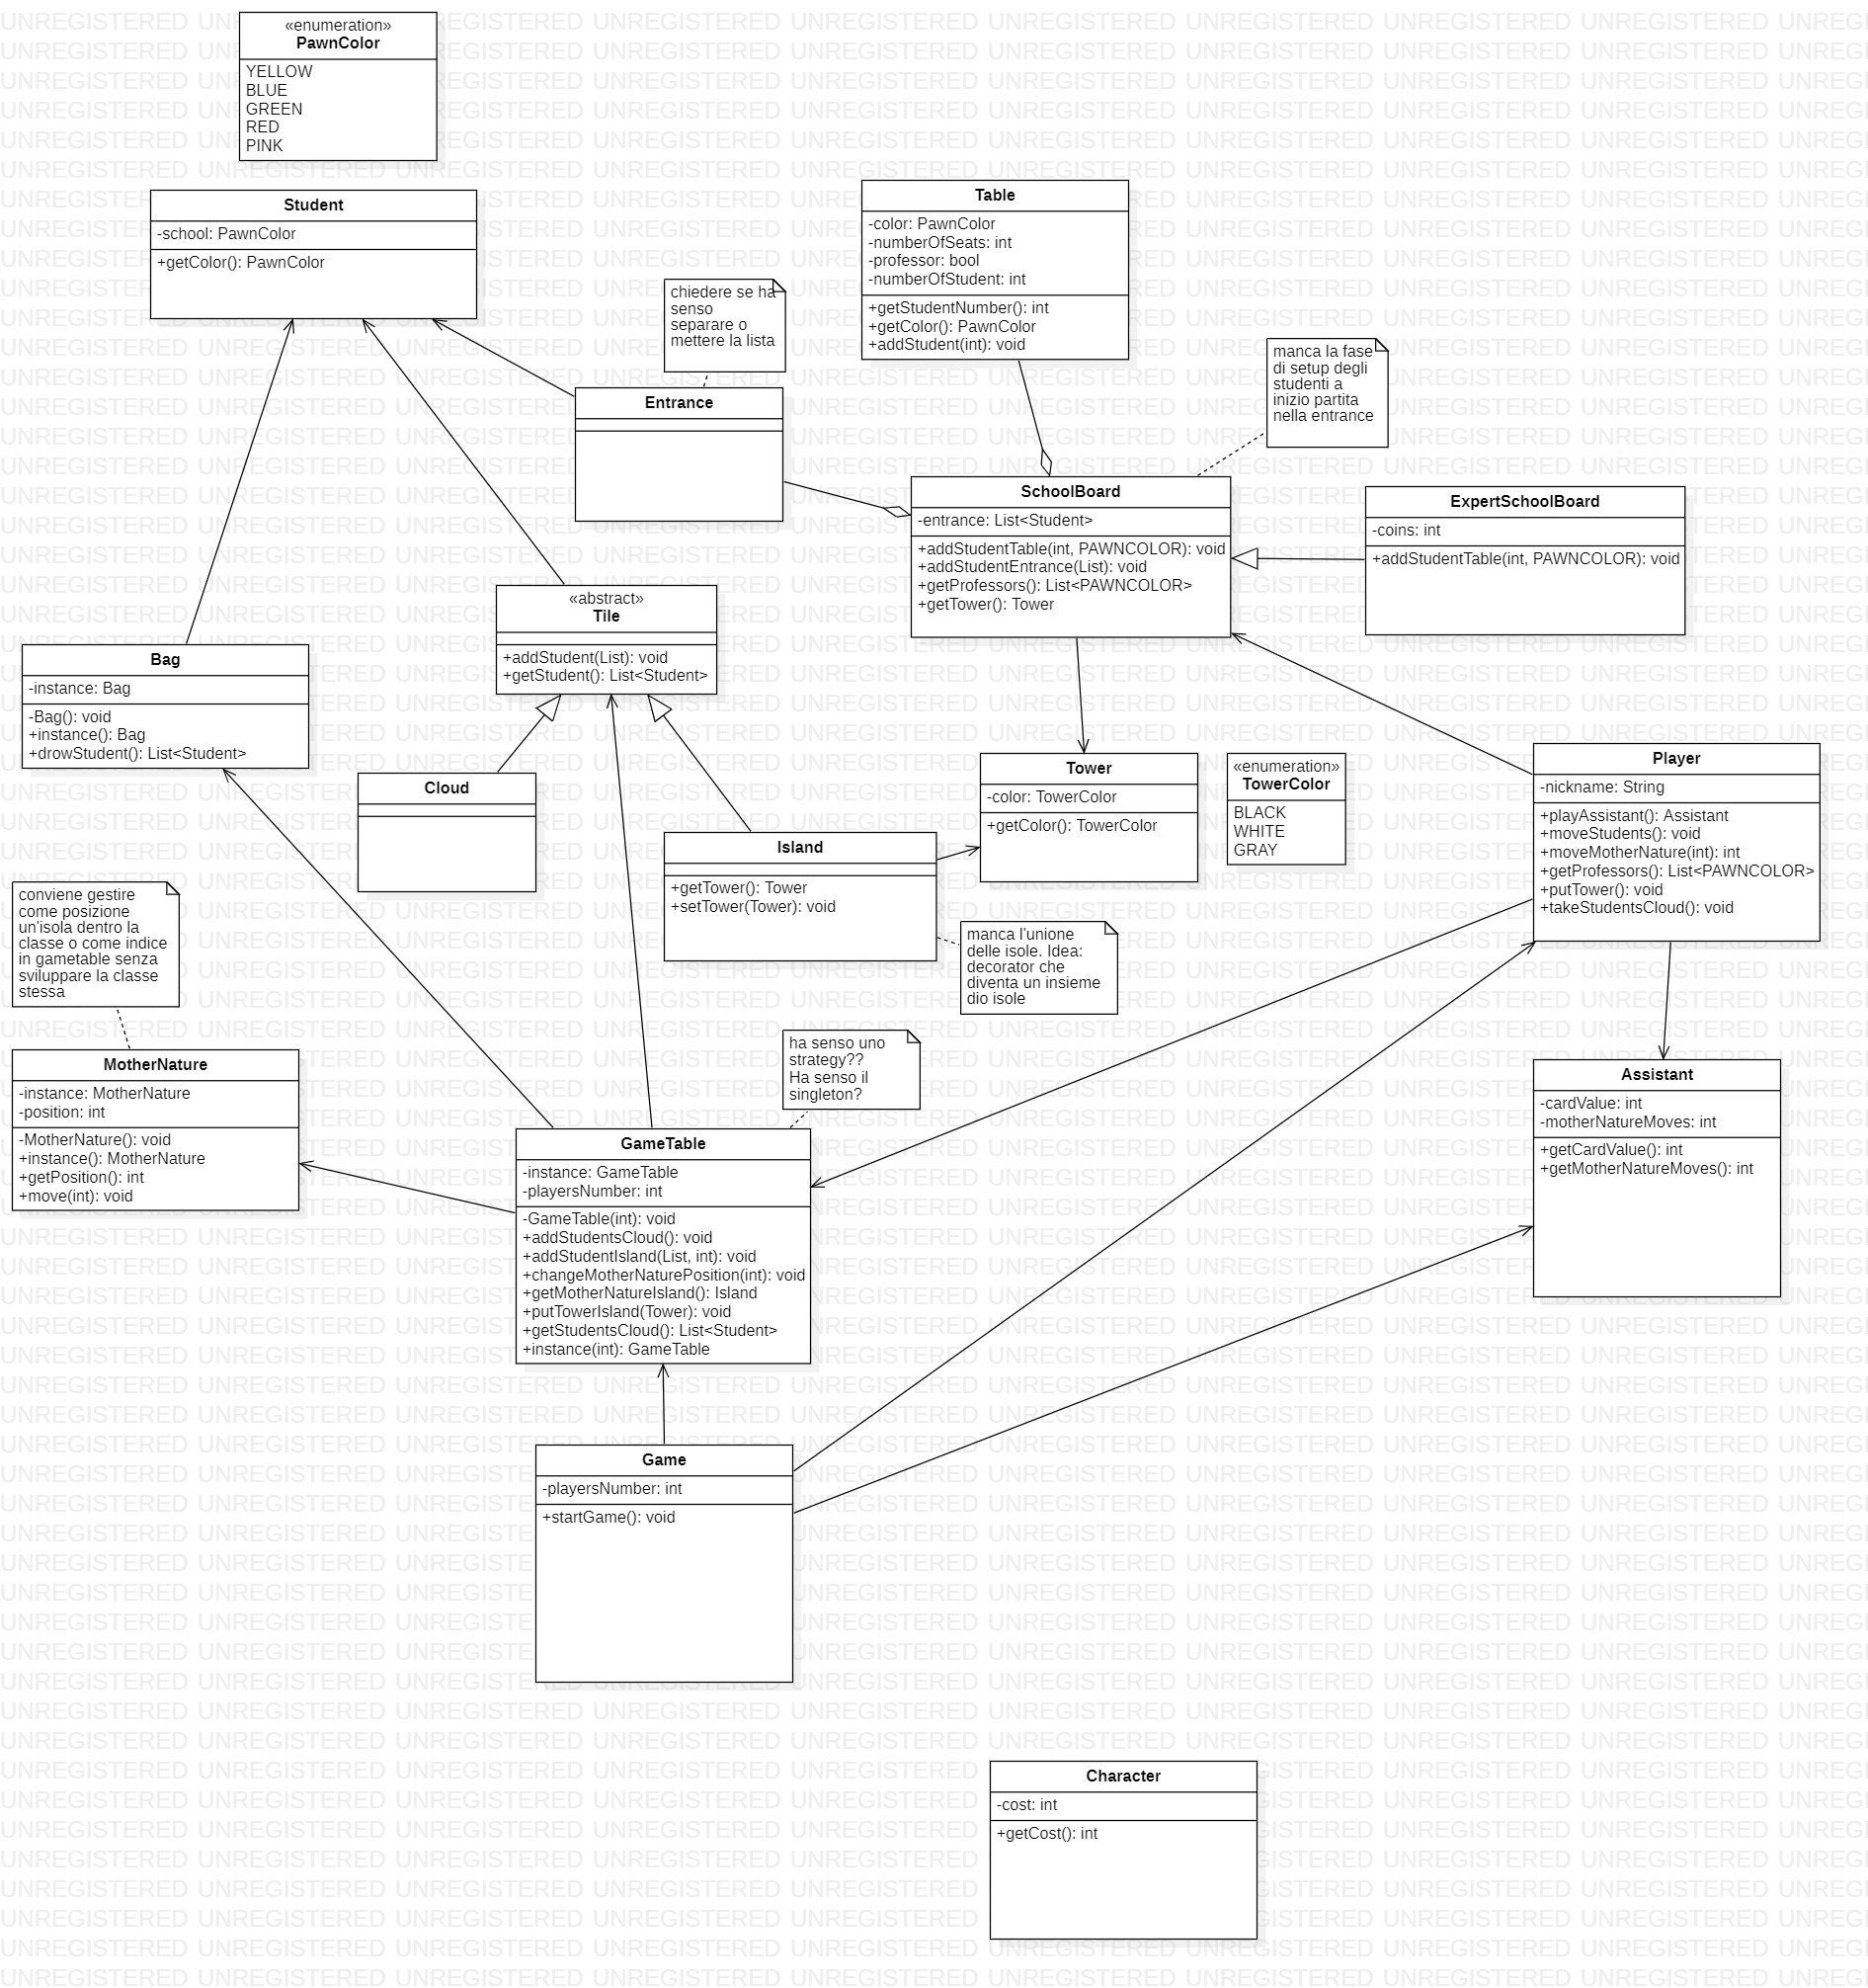 «enumeration»
PawnColor
YELLOW
BLUE
GREEN
RED
PINK
Student
-school: PawnColor
+getColor(): PawnColor
Table
-color: PawnColor
-numberOfSeats: int
-professor: bool
-numberOfStudent: int
+getStudentNumber(): int
+getColor(): PawnColor
+addStudent(int): void
chiedere se ha
senso
separare o
mettere la lista
manca la fase
di setup degli
studenti a
inizio partita
nella entrance
Entrance
SchoolBoard
-entrance: List<Student>
+addStudentTable(int, PAWNCOLOR): void
+addStudentEntrance(List): void
+getProfessors(): List<PAWNCOLOR>
+getTower(): Tower
ExpertSchoolBoard
-coins: int
+addStudentTable(int, PAWNCOLOR): void
«abstract»
Tile
+addStudent(List): void
+getStudent(): List<Student>
Bag
-instance: Bag
-Bag(): void
+instance(): Bag
+drowStudent(): List<Student>
Cloud
Island
+getTower(): Tower
+setTower(Tower): void
Tower
-color: TowerColor
+getColor(): TowerColor
«enumeration»
TowerColor
BLACK
WHITE
GRAY
Player
-nickname: String
+playAssistant(): Assistant
+moveStudents(): void
+moveMotherNature(int): int
+getProfessors(): List<PAWNCOLOR>
+putTower(): void
+takeStudentsCloud(): void
conviene gestire
come posizione
un'isola dentro la
classe o come indice
in gametable senza
sviluppare la classe
stessa
manca l'unione
delle isole. Idea:
decorator che
diventa un insieme
dio isole
MotherNature
-instance: MotherNature
-position: int
-MotherNature(): void
+instance(): MotherNature
+getPosition(): int
+move(int): void
ha senso uno
strategy??
Ha senso il
singleton?
GameTable
-instance: GameTable
-playersNumber: int
-GameTable(int): void
+addStudentsCloud(): void
+addStudentIsland(List, int): void
+changeMotherNaturePosition(int): void
+getMotherNatureIsland(): Island
+putTowerIsland(Tower): void
+getStudentsCloud(): List<Student>
+instance(int): GameTable
Assistant
-cardValue: int
-motherNatureMoves: int
+getCardValue(): int
+getMotherNatureMoves(): int
Game
-playersNumber: int
+startGame(): void
Character
-cost: int
+getCost(): int